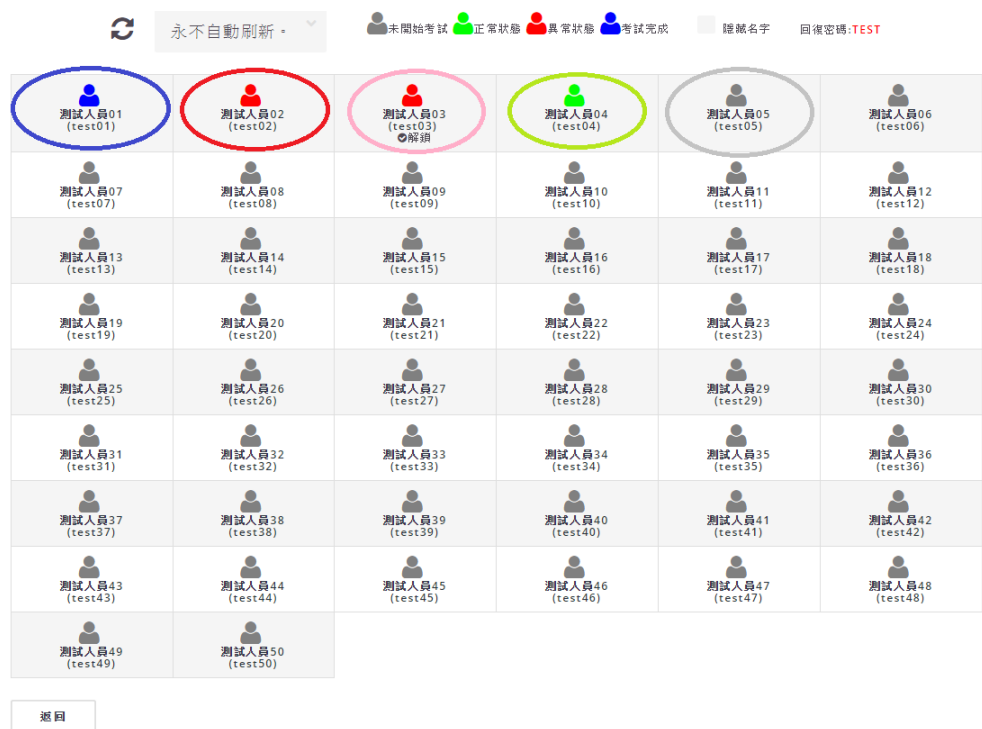 永不自動刷新。 未開始考試 正常狀態 異常狀態 考試完成 隱藏名字 回復密碼:TEST
測試人員01 測試人員02 測試人員03 測試人員04 測試人員05 測試人員06
(test01) (test02) (test03) (test04) (test05) (test06)
解鎖
測試人員07 測試人員08 測試人員09 測試人員10 測試人員11 測試人員12
(test07) (test08) (test09) (test10) (test11) (test12)
測試人員13 測試人員14 測試人員15 測試人員16 測試人員17 測試人員18
(test13) (test14) (test15) (test16) (test17) (test18)
測試人員19 測試人員20 測試人員21 測試人員22 測試人員23 測試人員24
(test19) (test20) (test21) (test22) (test23) (test24)
測試人員25 測試人員26 測試人員27 測試人員28 測試人員29 測試人員30
(test25) (test26) (test27) (test28) (test29) (test30)
測試人員31 測試人員32 測試人員33 測試人員34 測試人員35 測試人員36
(test31) (test32) (test33) (test34) (test35) (test36)
測試人員37 測試人員38 測試人員39 測試人員40 測試人員41 測試人員42
(test37) (test38) (test39) (test40) (test41) (test42)
測試人員43 測試人員44 測試人員45 測試人員46 測試人員47 測試人員48
(test43) (test44) (test45) (test46) (test47) (test48)
測試人員49 測試人員50
(test49) (test50)
返回